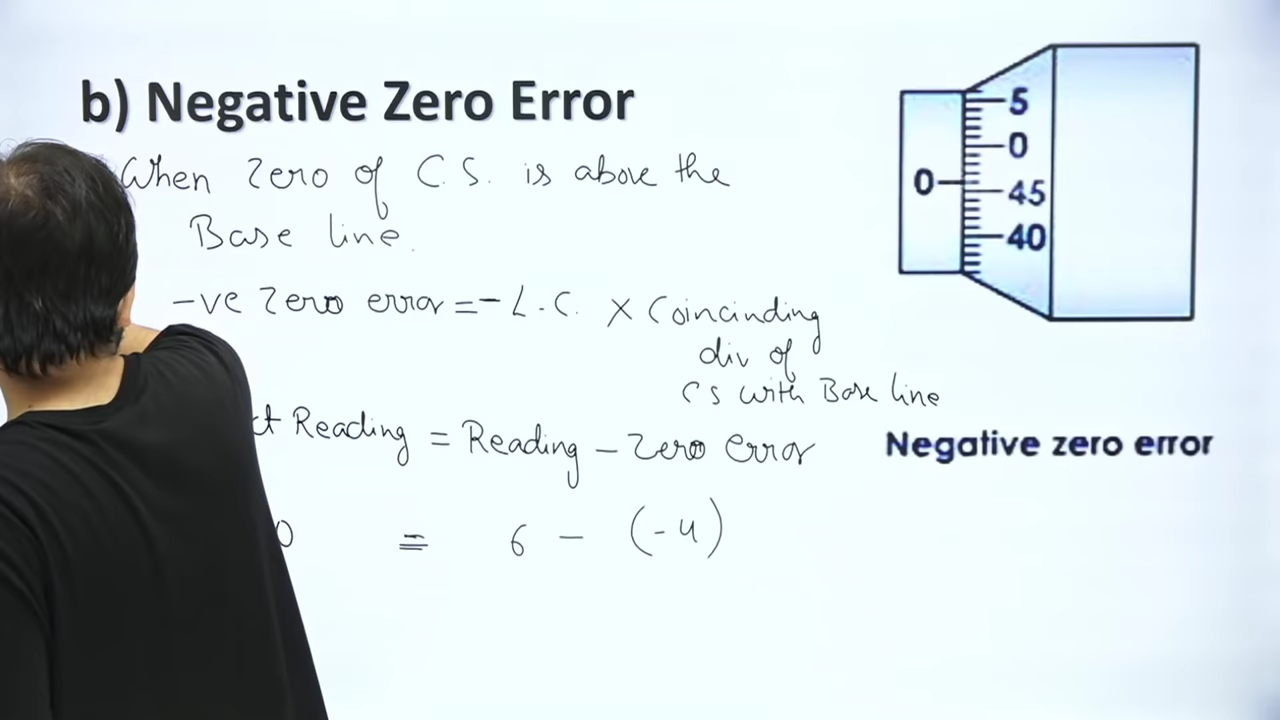 b) Negative Zero Error
When Zero of C.S. is above the
Base line.
-ve Zero error = - L.C. X Coincinding
div of
CS with Base line
Reading = Reading - Zero error
= 6 - (-4)
5
0
0
45
40
Negative zero error